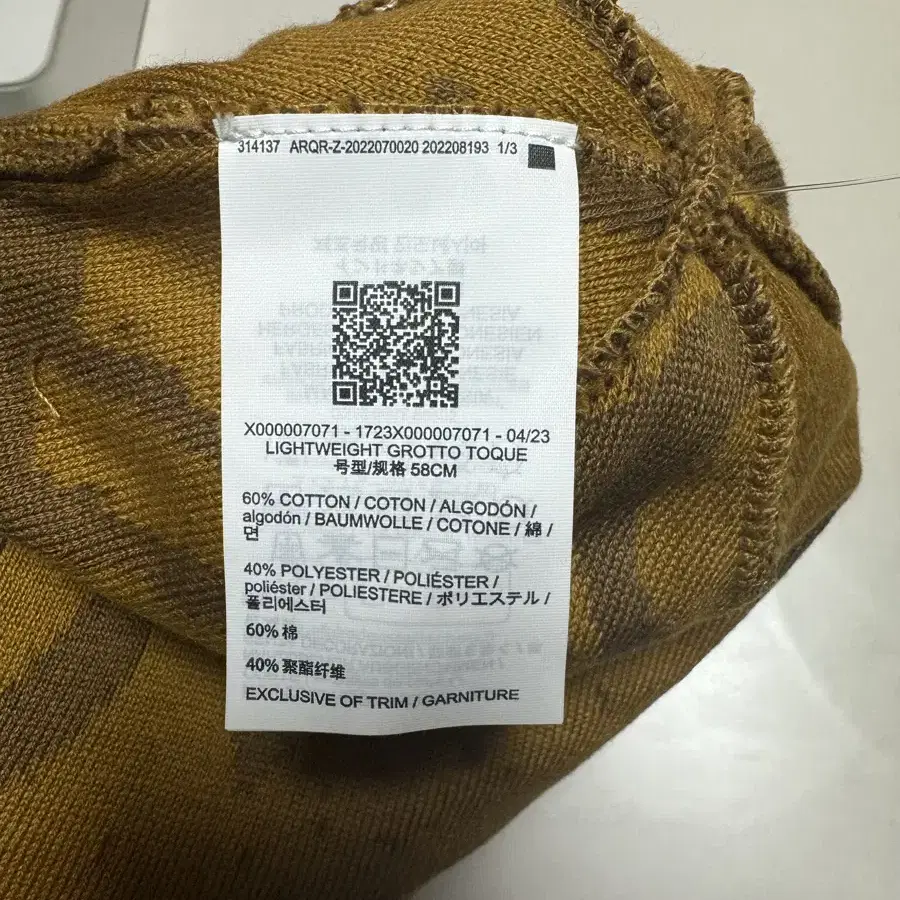 314137 ARQR-Z-2022070020 202208193 1/3
X000007071 - 1723X000007071 - 04/23
LIGHTWEIGHT GROTTO TOQUE
号型/规格 58CM
60% COTTON / COTON / ALGODÓN /
algodón / BAUMWOLLE / COTONE / 綿 /
면
40% POLYESTER / POLIÉSTER /
poliéster / POLIESTERE / ポリエステル /
폴리에스터
60% 棉
40% 聚酯纤维
EXCLUSIVE OF TRIM / GARNITURE